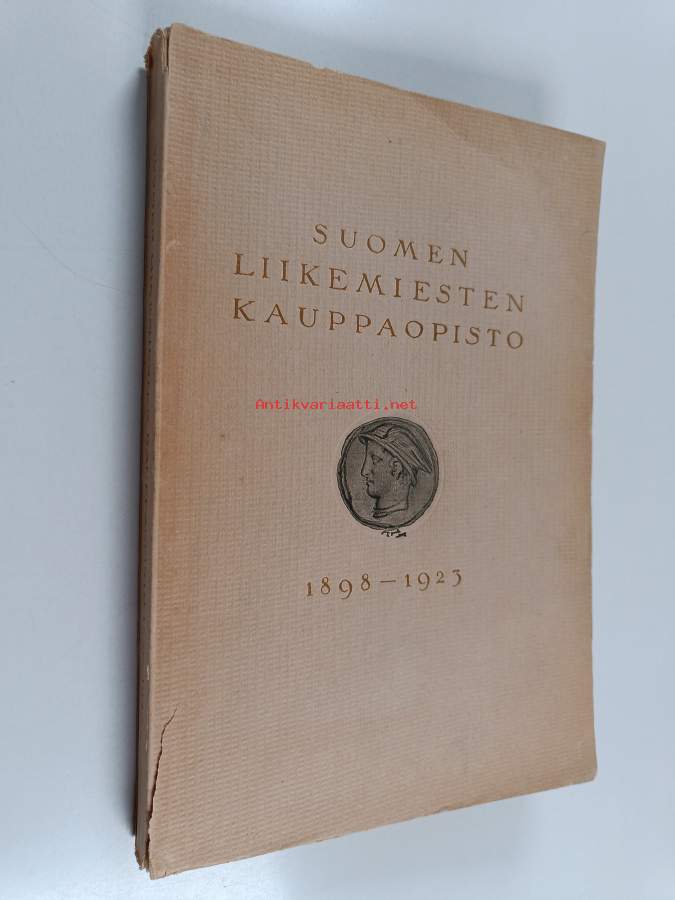 SUOMEN
LIIKEMIESTEN
KAUPPAOPISTO
Antikvariaatti.net
1898-1923